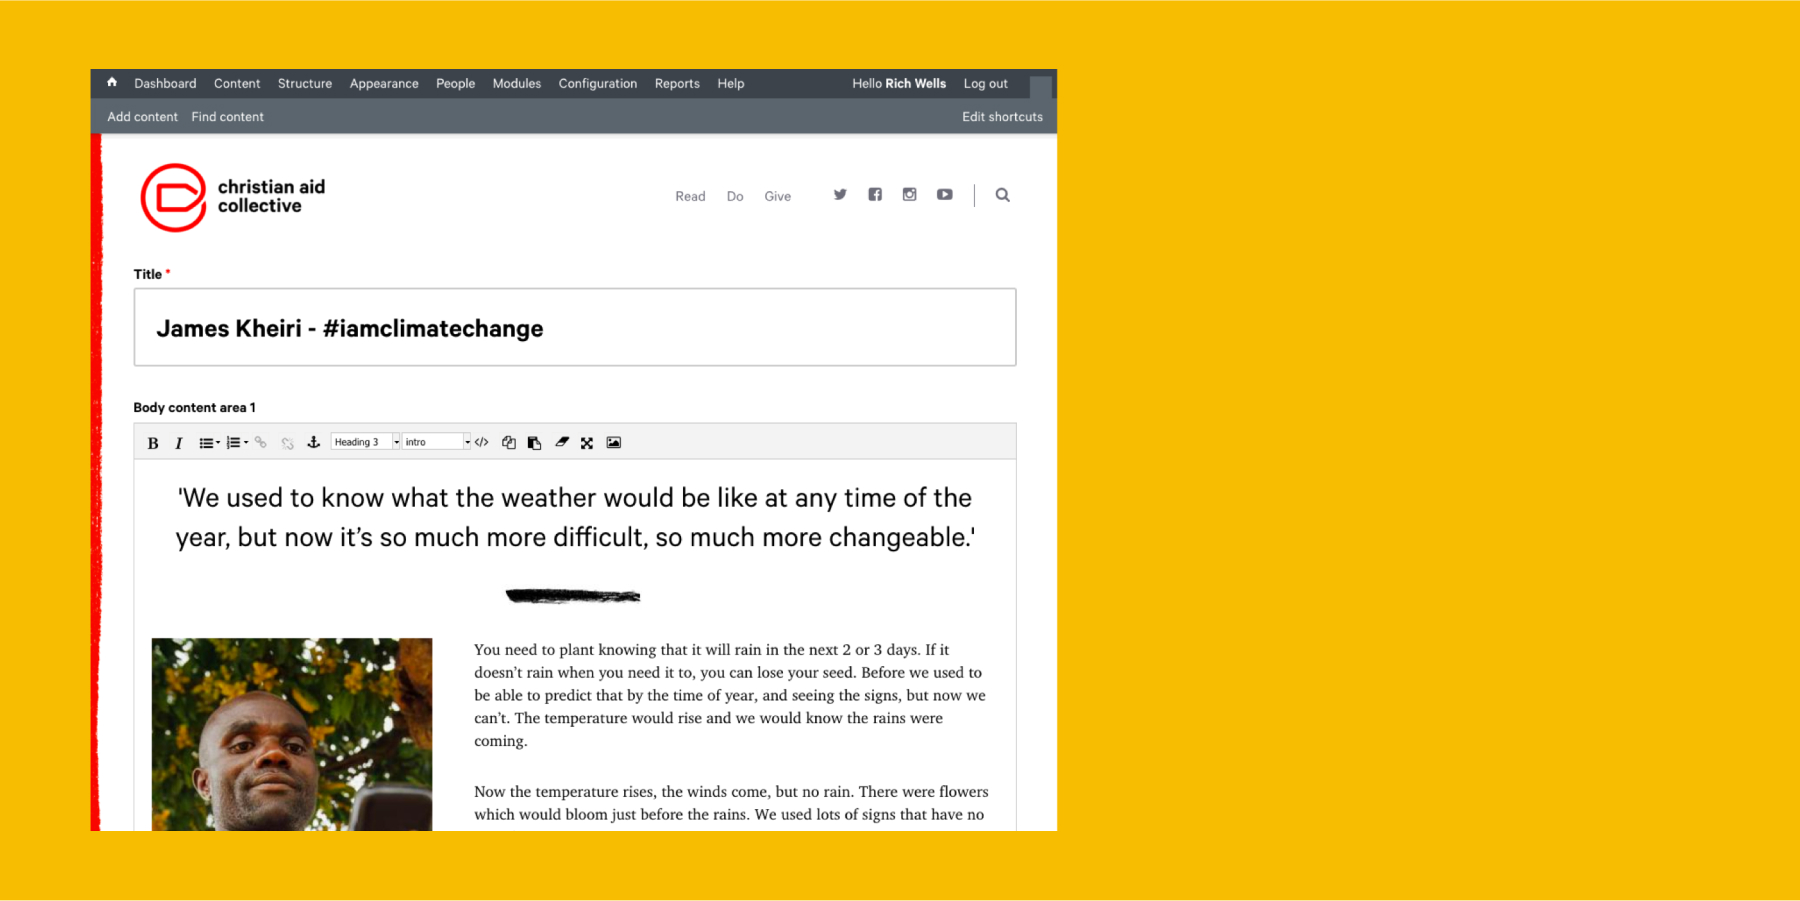 Dashboard Content Structure Appearance People Modules Configuration Reports Help Hello Rich Wells Log out
Add content Find content Edit shortcuts
christian aid
collective
Read Do Give
Title *
James Kheiri - #iamclimatechange
Body content area 1
B I Heading 3 intro </>
'We used to know what the weather would be like at any time of the
year, but now it’s so much more difficult, so much more changeable.'
You need to plant knowing that it will rain in the next 2 or 3 days. If it
doesn’t rain when you need it to, you can lose your seed. Before we used to
be able to predict that by the time of year, and seeing the signs, but now we
can’t. The temperature would rise and we would know the rains were
coming.
Now the temperature rises, the winds come, but no rain. There were flowers
which would bloom just before the rains. We used lots of signs that have no